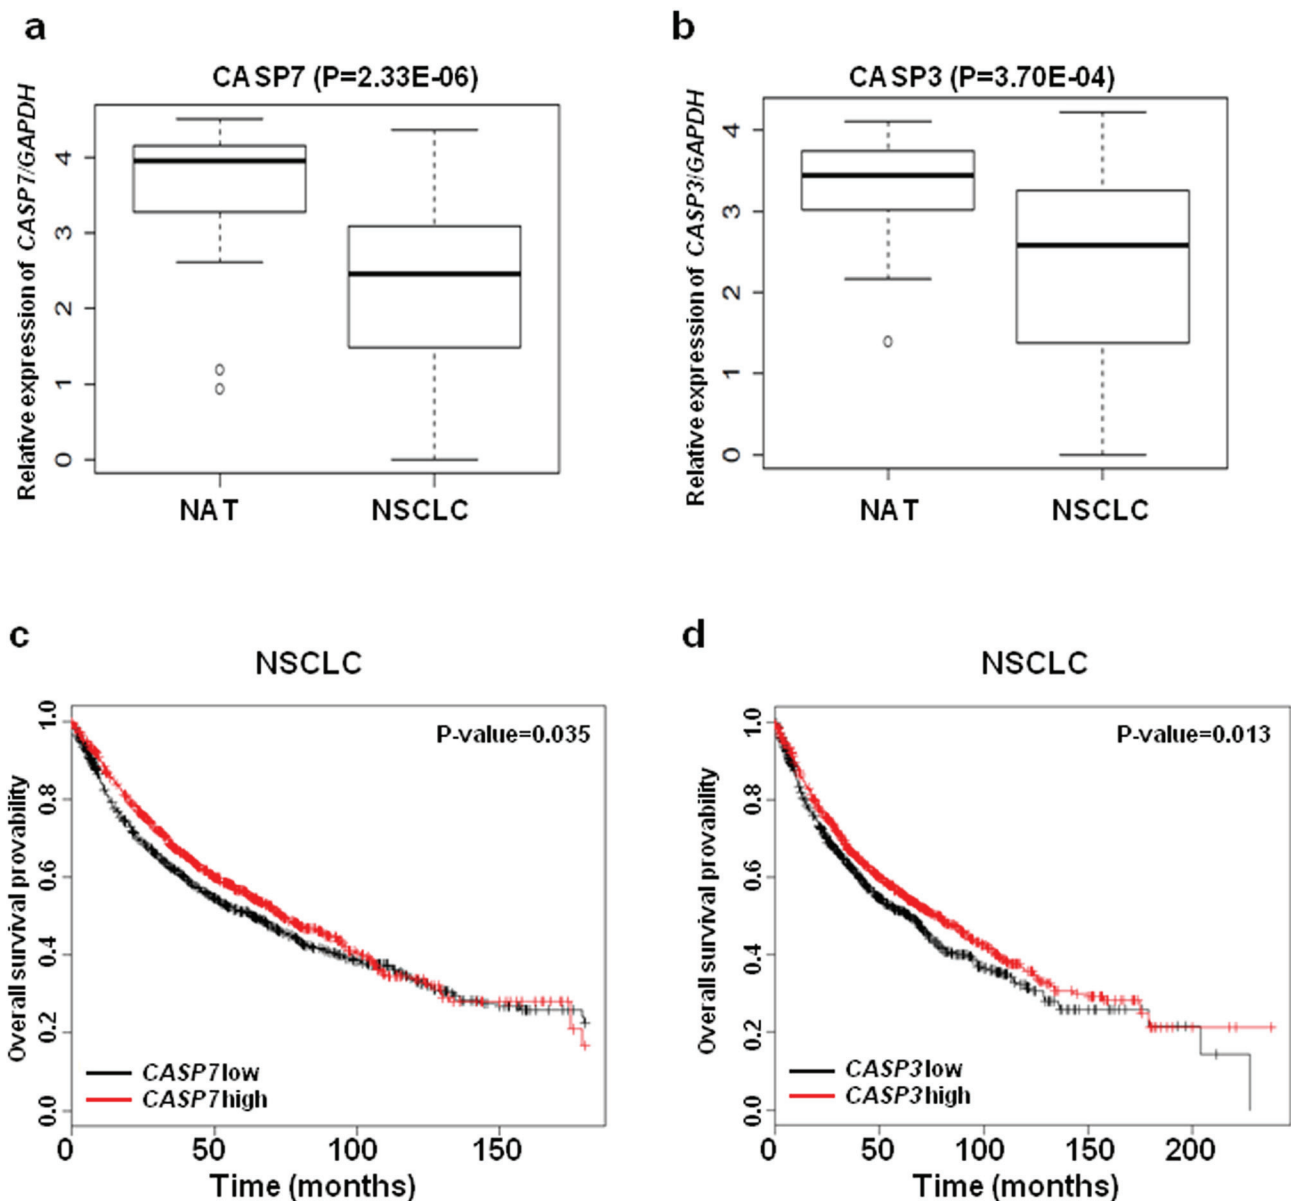 a
CASP7 (P=2.33E-06)
Relative expression of CASP7/GAPDH
4
3
2
1
0
NAT NSCLC
b
CASP3 (P=3.70E-04)
Relative expression of CASP3/GAPDH
4
3
2
1
0
NAT NSCLC
c
NSCLC
P-value=0.035
Overall survival provability
1.0
0.8
0.6
0.4
0.2
0.0
CASP7low
CASP7high
0 50 100 150
Time (months)
d
NSCLC
P-value=0.013
Overall survival provability
1.0
0.8
0.6
0.4
0.2
0.0
CASP3low
CASP3high
0 50 100 150 200
Time (months)